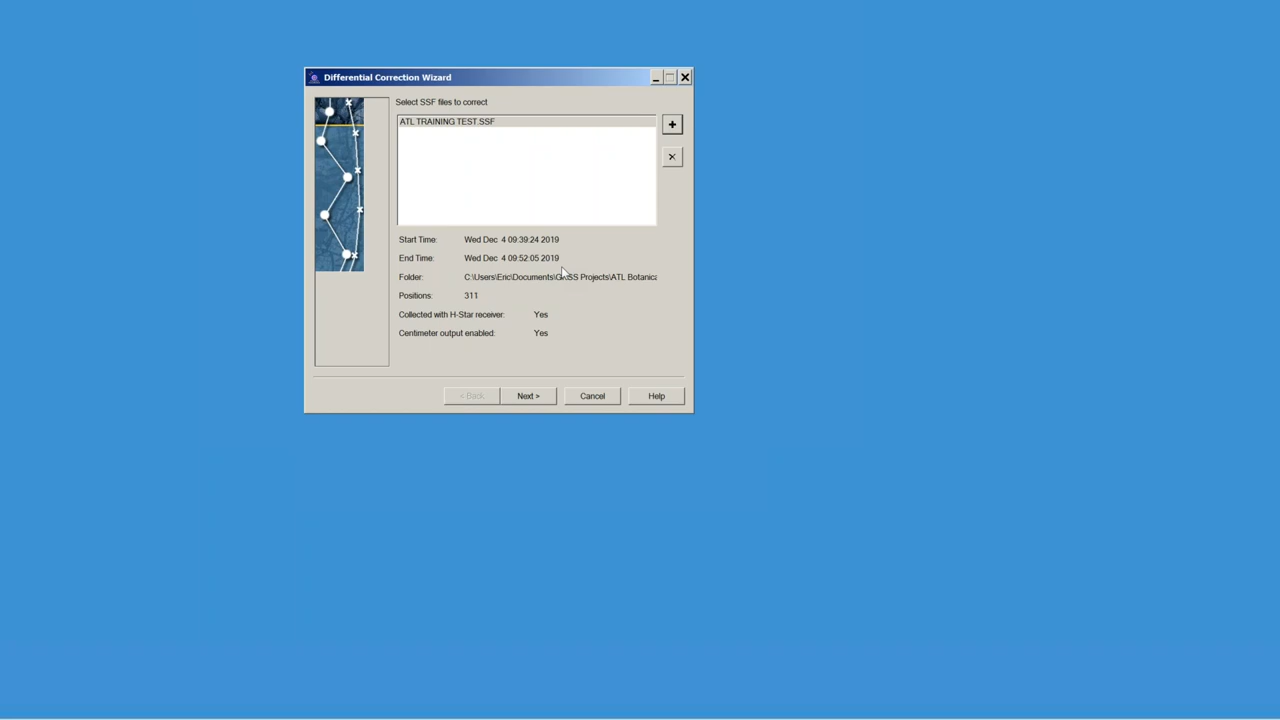 Differential Correction Wizard
Select SSF files to correct
ATL TRAINING TEST.SSF
Start Time: Wed Dec 4 09:39:24 2019
End Time: Wed Dec 4 09:52:05 2019
Folder: C:\Users\Eric\Documents\GNSS Projects\ATL Botanica
Positions: 311
Collected with H-Star receiver: Yes
Centimeter output enabled: Yes
< Back Next > Cancel Help